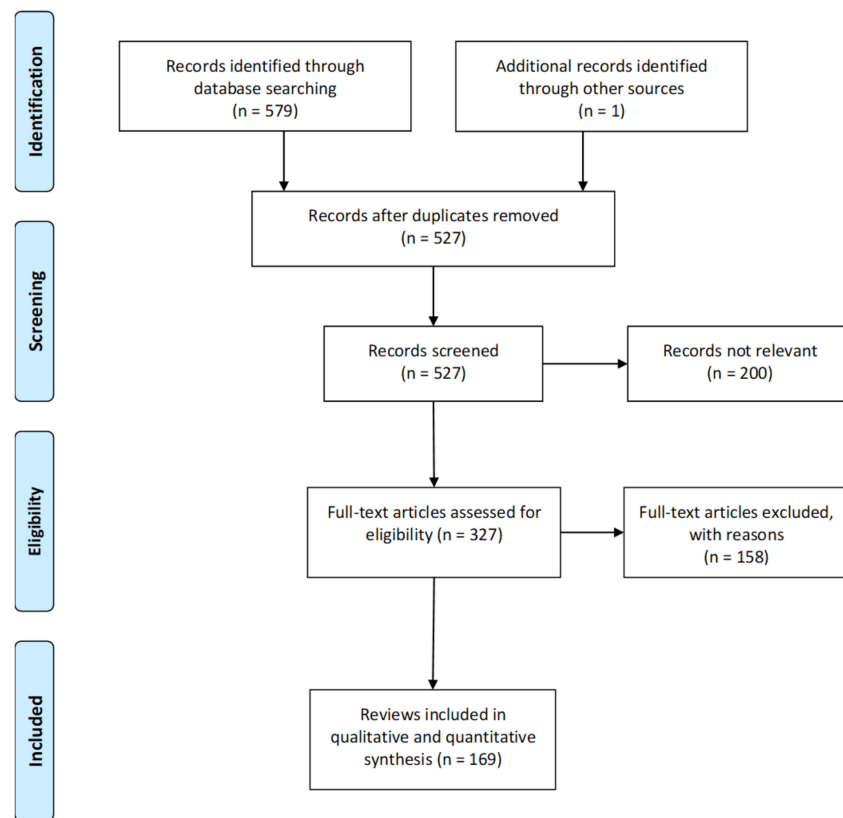 Identification
Records identified through
database searching
(n = 579)
Additional records identified
through other sources
(n = 1)
Records after duplicates removed
(n = 527)
Screening
Records screened
(n = 527)
Records not relevant
(n = 200)
Eligibility
Full-text articles assessed for
eligibility (n = 327)
Full-text articles excluded,
with reasons
(n = 158)
Included
Reviews included in
qualitative and quantitative
synthesis (n = 169)